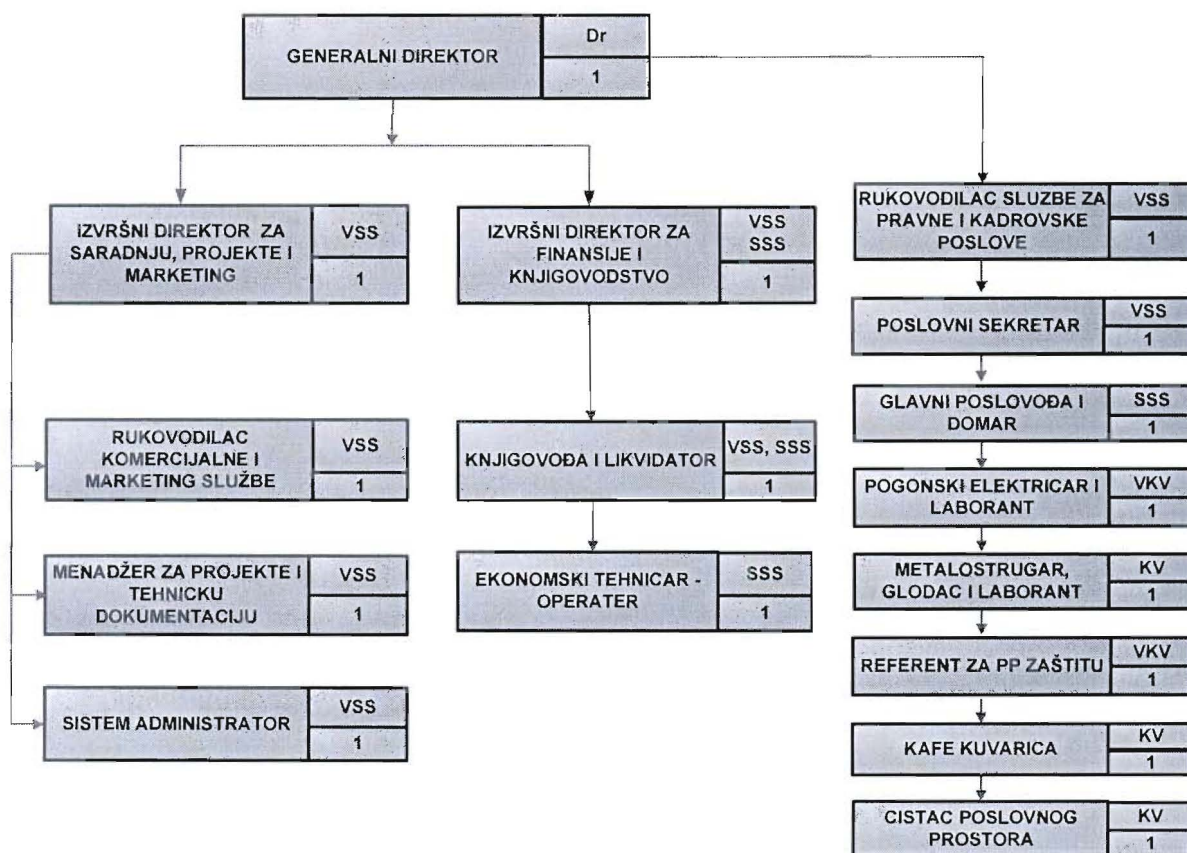 GENERALNI DIREKTOR
Dr
1
IZVRŠNI DIREKTOR ZA
SARADNJU, PROJEKTE I
MARKETING
VSS
1
RUKOVODILAC
KOMERCIJALNE I
MARKETING SLUŽBE
VSS
1
MENADŽER ZA PROJEKTE I
TEHNICKU
DOKUMENTACIJU
VSS
1
SISTEM ADMINISTRATOR
VSS
1
IZVRŠNI DIREKTOR ZA
FINANSIJE I
KNJIGOVODSTVO
VSS
SSS
1
KNJIGOVOĐA I LIKVIDATOR
VSS, SSS
1
EKONOMSKI TEHNICAR -
OPERATER
SSS
1
RUKOVODILAC SLUZBE ZA
PRAVNE I KADROVSKE
POSLOVE
VSS
1
POSLOVNI SEKRETAR
VSS
1
GLAVNI POSLOVOĐA I
DOMAR
SSS
1
POGONSKI ELEKTRICAR I
LABORANT
VKV
1
METALOSTRUGAR,
GLODAC I LABORANT
KV
1
REFERENT ZA PP ZAŠTITU
VKV
1
KAFE KUVARICA
KV
1
CISTAC POSLOVNOG
PROSTORA
KV
1